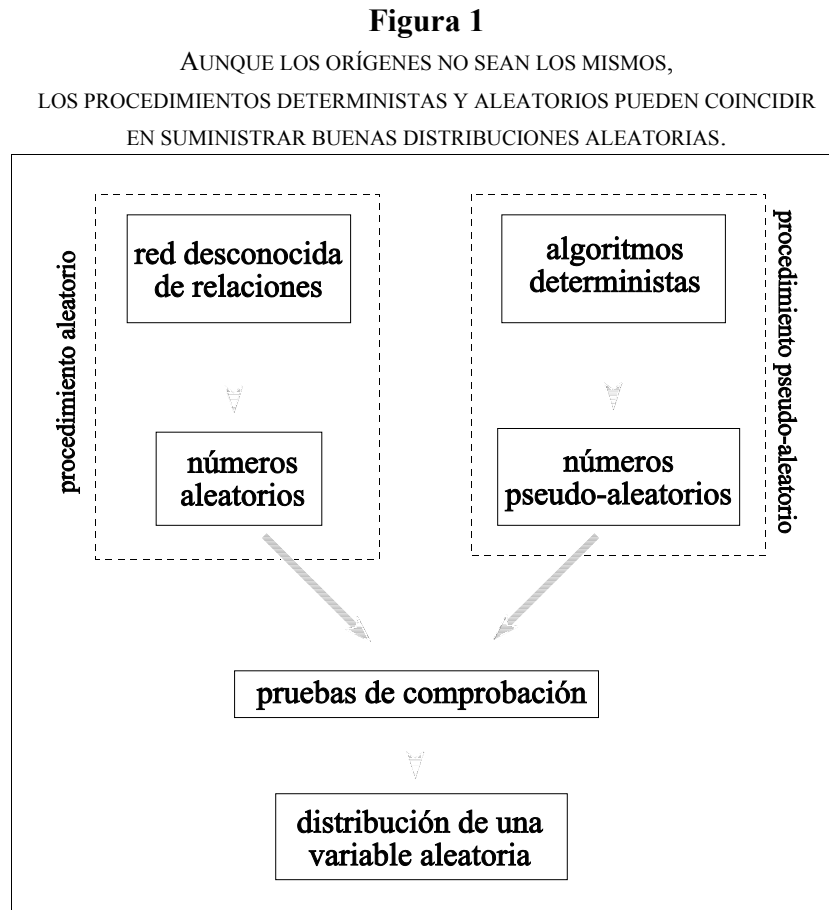 Figura 1
AUNQUE LOS ORÍGENES NO SEAN LOS MISMOS,
LOS PROCEDIMIENTOS DETERMINISTAS Y ALEATORIOS PUEDEN COINCIDIR
EN SUMINISTRAR BUENAS DISTRIBUCIONES ALEATORIAS.
procedimiento aleatorio
red desconocida
de relaciones
números
aleatorios
algoritmos
deterministas
números
pseudo-aleatorios
procedimiento pseudo-aleatorio
pruebas de comprobación
distribución de una
variable aleatoria